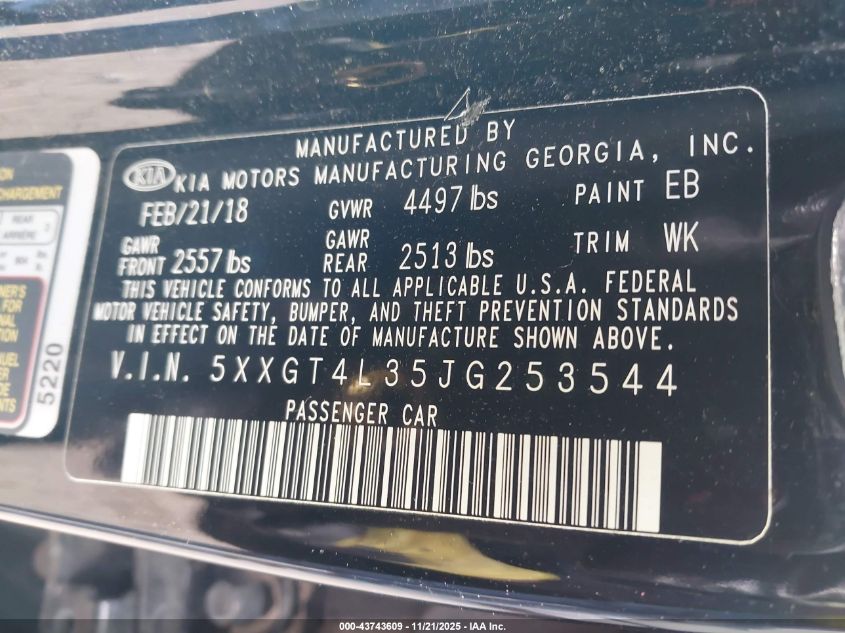 MANUFACTURED BY
KIA KIA MOTORS MANUFACTURING GEORGIA, INC.
FEB/21/18 GVWR 4497 lbs PAINT EB
GAWR FRONT 2557 lbs GAWR REAR 2513 lbs TRIM WK
THIS VEHICLE CONFORMS TO ALL APPLICABLE U.S.A. FEDERAL
MOTOR VEHICLE SAFETY, BUMPER, AND THEFT PREVENTION STANDARDS
IN EFFECT ON THE DATE OF MANUFACTURE SHOWN ABOVE.
V.I.N. 5XXGT4L35JG253544
PASSENGER CAR
REAR
ARRIÈRE
5220
000-43743609 - 11/21/2025 - IAA Inc.